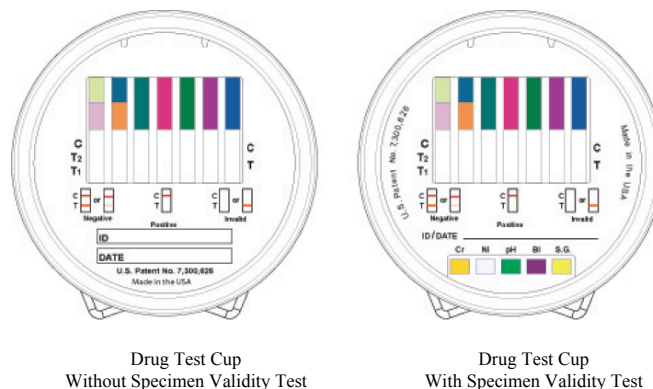 C
T2
T1
C
T
C
T
or
Negative
C
T
Positive
C
T
or
Invalid
ID
DATE
U.S. Patent No. 7,300,626
Made in the USA
Drug Test Cup
Without Specimen Validity Test
U.S. Patent No. 7,300,626
Made in the USA
C
T2
T1
C
T
C
T
or
Negative
C
T
Positive
C
T
or
Invalid
ID/DATE
Cr NI pH BI S.G.
Drug Test Cup
With Specimen Validity Test